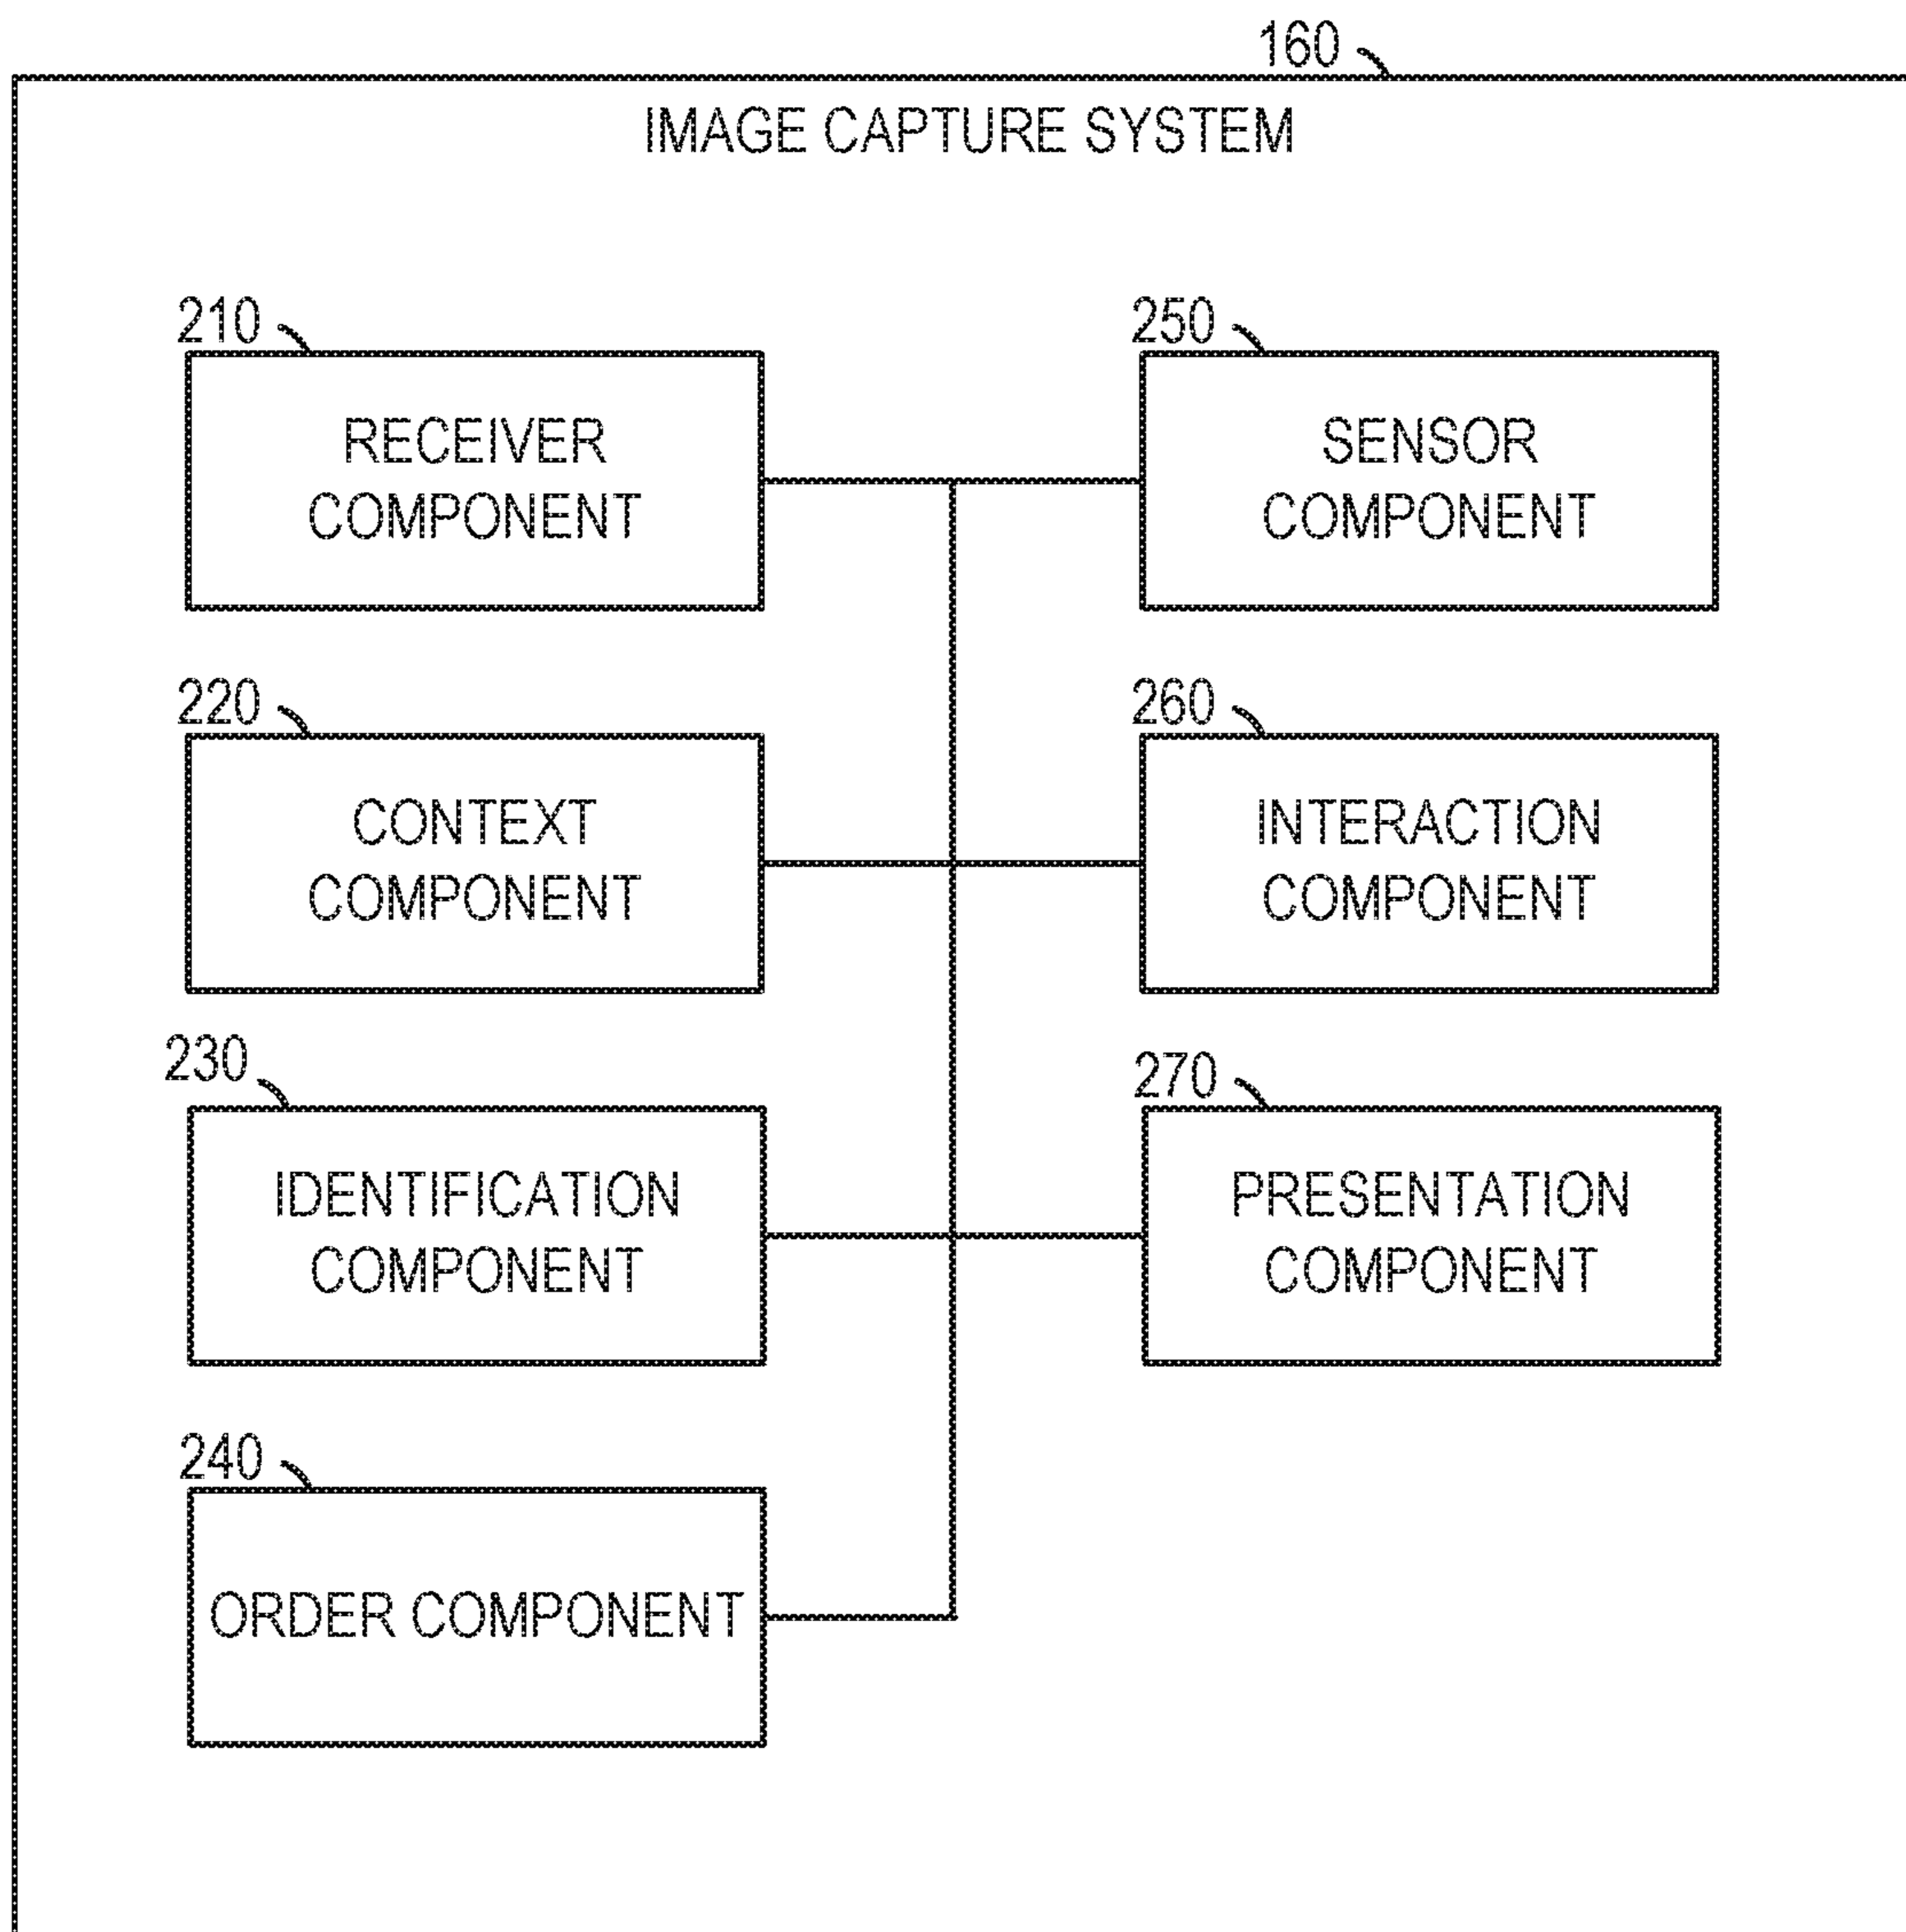 160
IMAGE CAPTURE SYSTEM
210
RECEIVER
COMPONENT
250
SENSOR
COMPONENT
220
CONTEXT
COMPONENT
260
INTERACTION
COMPONENT
230
IDENTIFICATION
COMPONENT
270
PRESENTATION
COMPONENT
240
ORDER COMPONENT